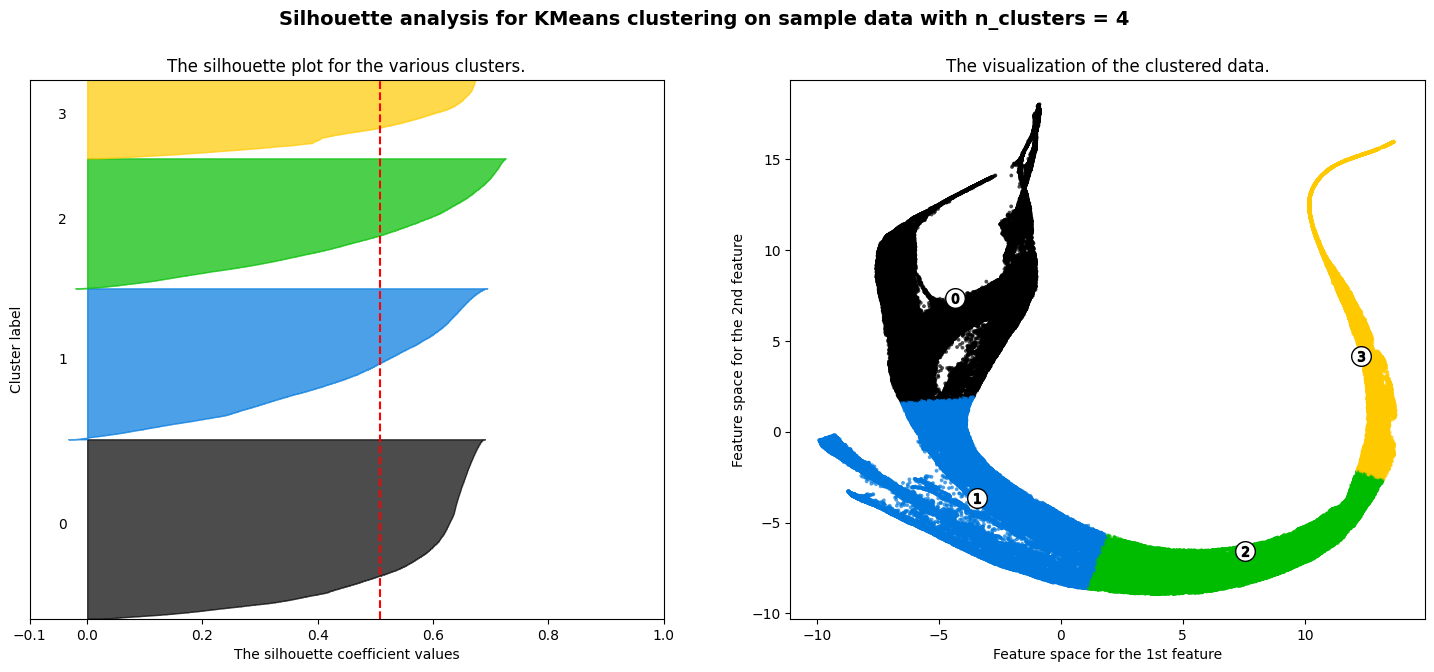 Silhouette analysis for KMeans clustering on sample data with n_clusters = 4
The silhouette plot for the various clusters.
3
2
1
0
Cluster label
−0.1 0.0 0.2 0.4 0.6 0.8 1.0
The silhouette coefficient values
The visualization of the clustered data.
15
10
5
0
−5
−10
Feature space for the 2nd feature
0
3
1
2
−10 −5 0 5 10
Feature space for the 1st feature